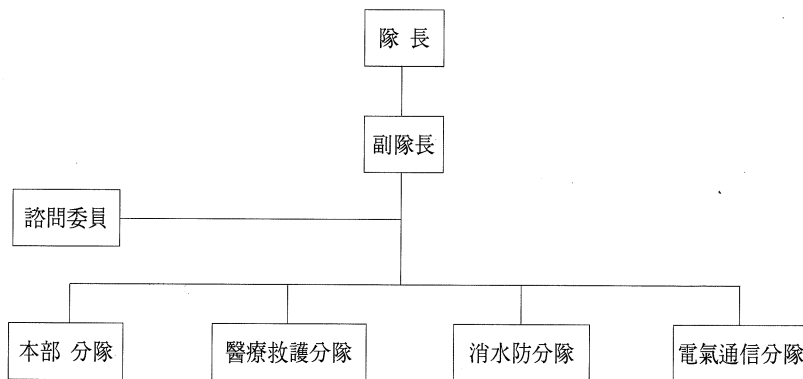 隊 長
副隊長
諮問委員
本部 分隊
醫療救護分隊
消水防分隊
電氣通信分隊